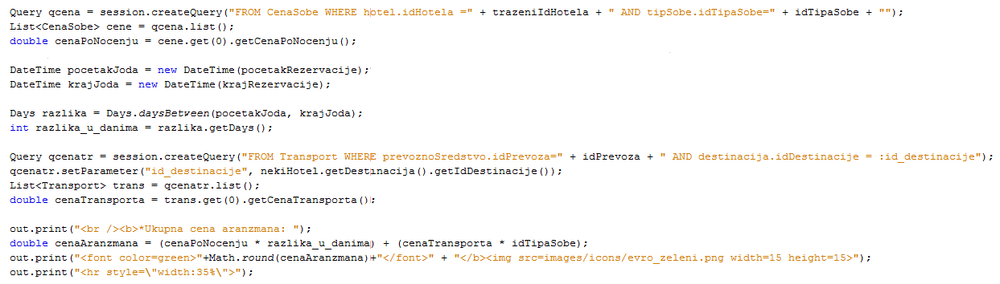 Query qcena = session.createQuery("FROM CenaSobe WHERE hotel.idHotela =" + trazeniIdHotela + " AND tipSobe.idTipaSobe=" + idTipaSobe + "");
List<CenaSobe> cene = qcena.list();
double cenaPoNocenju = cene.get(0).getCenaPoNocenju();
DateTime pocetakJoda = new DateTime(pocetakRezervacije);
DateTime krajJoda = new DateTime(krajRezervacije);
Days razlika = Days.daysBetween(pocetakJoda, krajJoda);
int razlika_u_danima = razlika.getDays();
Query qcenatr = session.createQuery("FROM Transport WHERE prevoznoSredstvo.idPrevoza=" + idPrevoza + " AND destinacija.idDestinacije = :id_destinacije");
qcenatr.setParameter("id_destinacije", nekiHotel.getDestinacija().getIdDestinacije());
List<Transport> trans = qcenatr.list();
double cenaTransporta = trans.get(0).getCenaTransporta();
out.print("<br /><b>*Ukupna cena aranzmana: ");
double cenaAranzmana = (cenaPoNocenju * razlika_u_danima) + (cenaTransporta * idTipaSobe);
out.print("<font color=green>"+Math.round(cenaAranzmana)+"</font>" + "</b><img src=images/icons/evro_zeleni.png width=15 height=15>");
out.print("<hr style=\"width:35%\">");